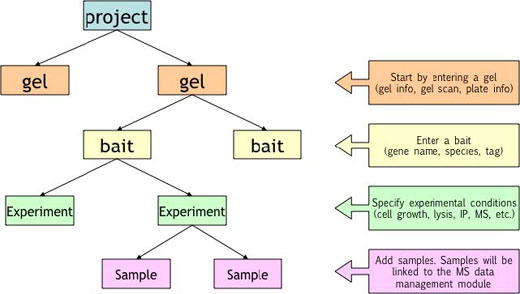 project
gel
gel
Start by entering a gel
(gel info, gel scan, plate info)
bait
bait
Enter a bait
(gene name, species, tag)
Experiment
Experiment
Specify experimental conditions
(cell growth, lysis, IP, MS, etc.)
Sample
Sample
Add samples. Samples will be
linked to the MS data
management module